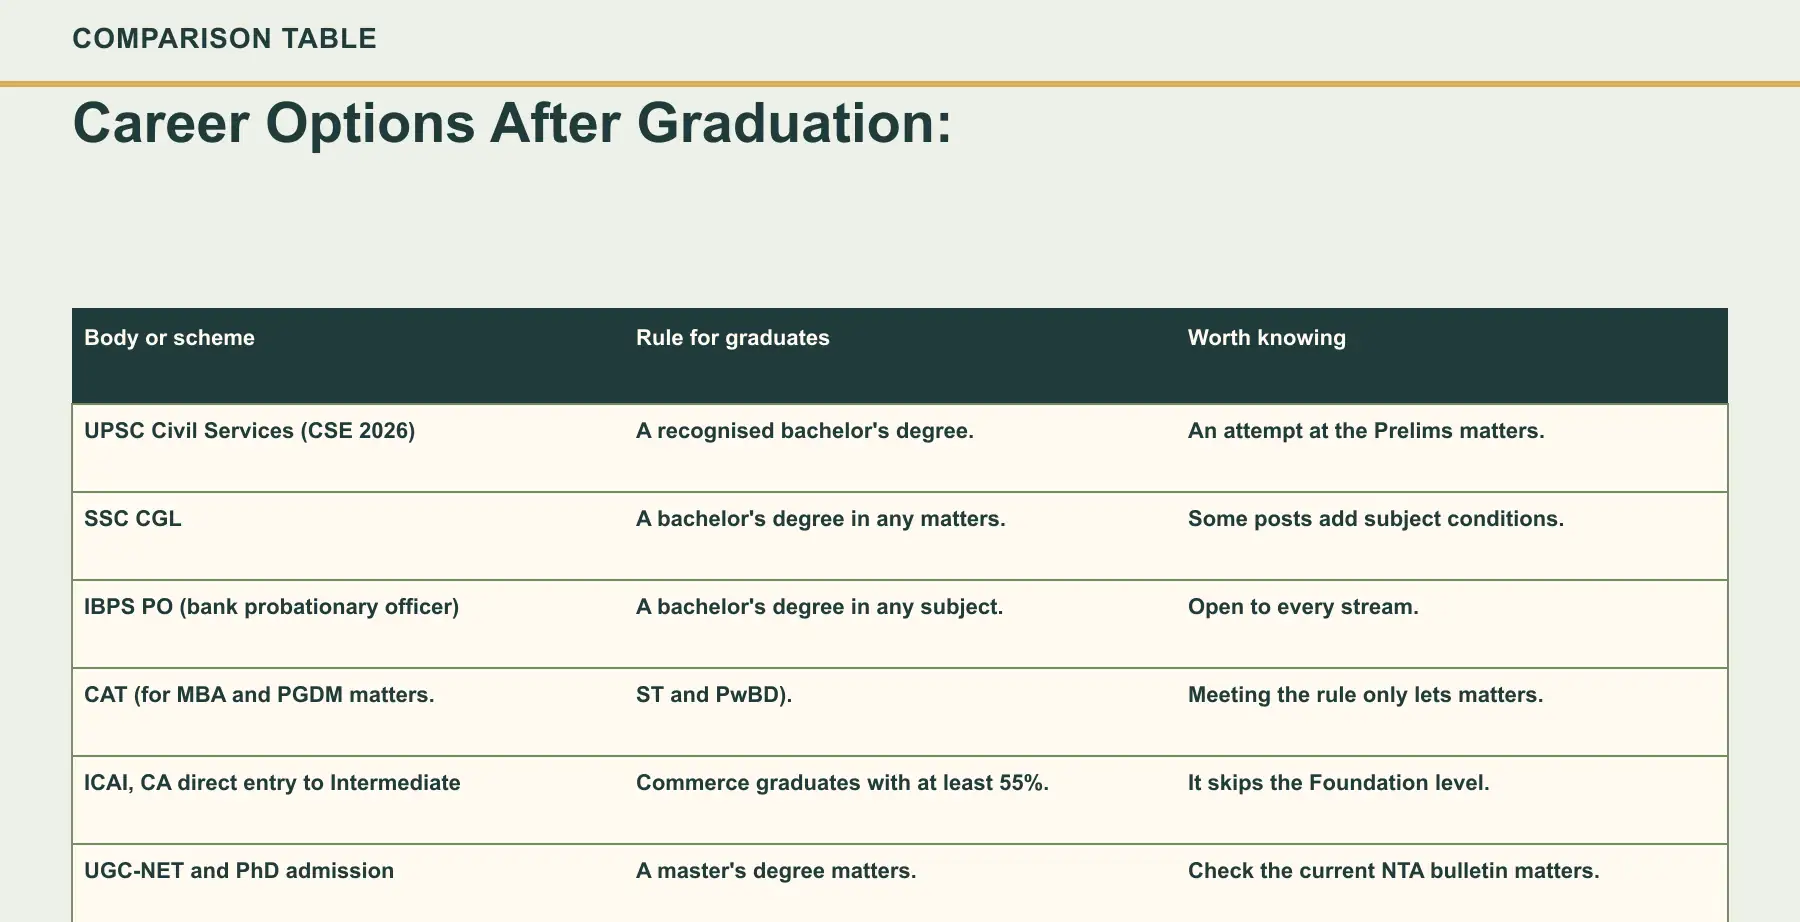 COMPARISON TABLE
Career Options After Graduation:
Body or scheme Rule for graduates Worth knowing
UPSC Civil Services (CSE 2026) A recognised bachelor's degree. An attempt at the Prelims matters.
SSC CGL A bachelor's degree in any matters. Some posts add subject conditions.
IBPS PO (bank probationary officer) A bachelor's degree in any subject. Open to every stream.
CAT (for MBA and PGDM matters. ST and PwBD). Meeting the rule only lets matters.
ICAI, CA direct entry to Intermediate Commerce graduates with at least 55%. It skips the Foundation level.
UGC-NET and PhD admission A master's degree matters. Check the current NTA bulletin matters.